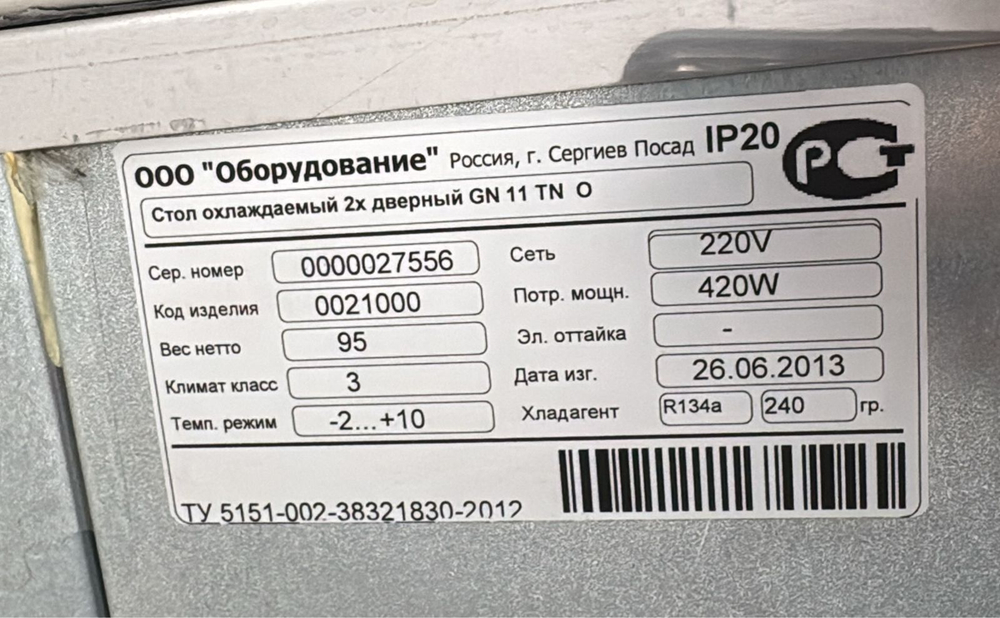 ООО "Оборудование" Россия, г. Сергиев Посад IP20 РСТ
Стол охлаждаемый 2х дверный GN 11 TN O
Сер. номер 0000027556 Сеть 220V
Код изделия 0021000 Потр. мощн. 420W
Вес нетто 95 Эл. оттайка -
Климат класс 3 Дата изг. 26.06.2013
Темп. режим -2...+10 Хладагент R134a 240 гр.
ТУ 5151-002-38321830-2012